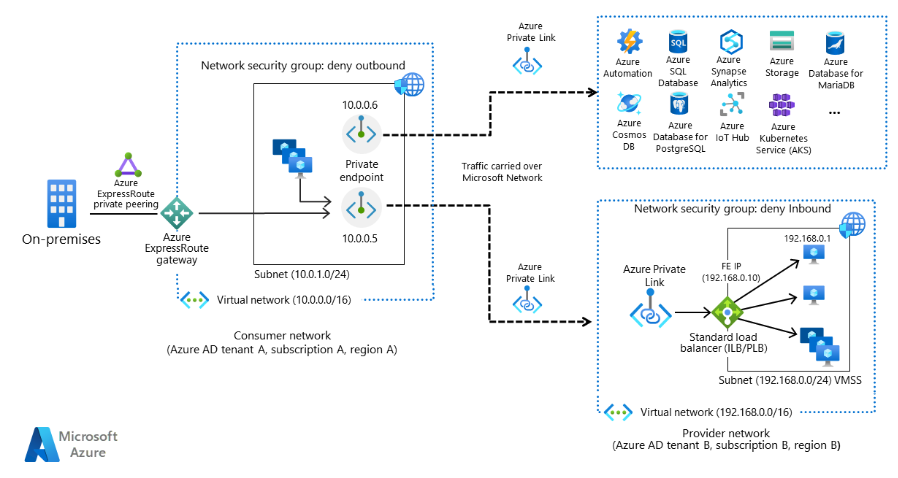 Network security group: deny outbound
10.0.0.6
Private
endpoint
10.0.0.5
Subnet (10.0.1.0/24)
Virtual network (10.0.0.0/16)
Azure
ExpressRoute
private peering
On-premises
Azure
ExpressRoute
gateway
Consumer network
(Azure AD tenant A, subscription A, region A)
Azure
Private Link
Traffic carried over
Microsoft Network
Azure
Private Link
SQL
Azure
Automation
Azure
SQL
Database
Azure
Synapse
Analytics
Azure
Storage
Azure
Database for
MariaDB
Azure
Cosmos
DB
Azure
Database for
PostgreSQL
Azure
IoT Hub
Azure
Kubernetes
Service (AKS)
...
Network security group: deny Inbound
192.168.0.1
FE IP
(192.168.0.10)
Azure Private
Link
Standard load
balancer (ILB/PLB)
Subnet (192.168.0.0/24) VMSS
Virtual network (192.168.0.0/16)
Provider network
(Azure AD tenant B, subscription B, region B)
Microsoft
Azure